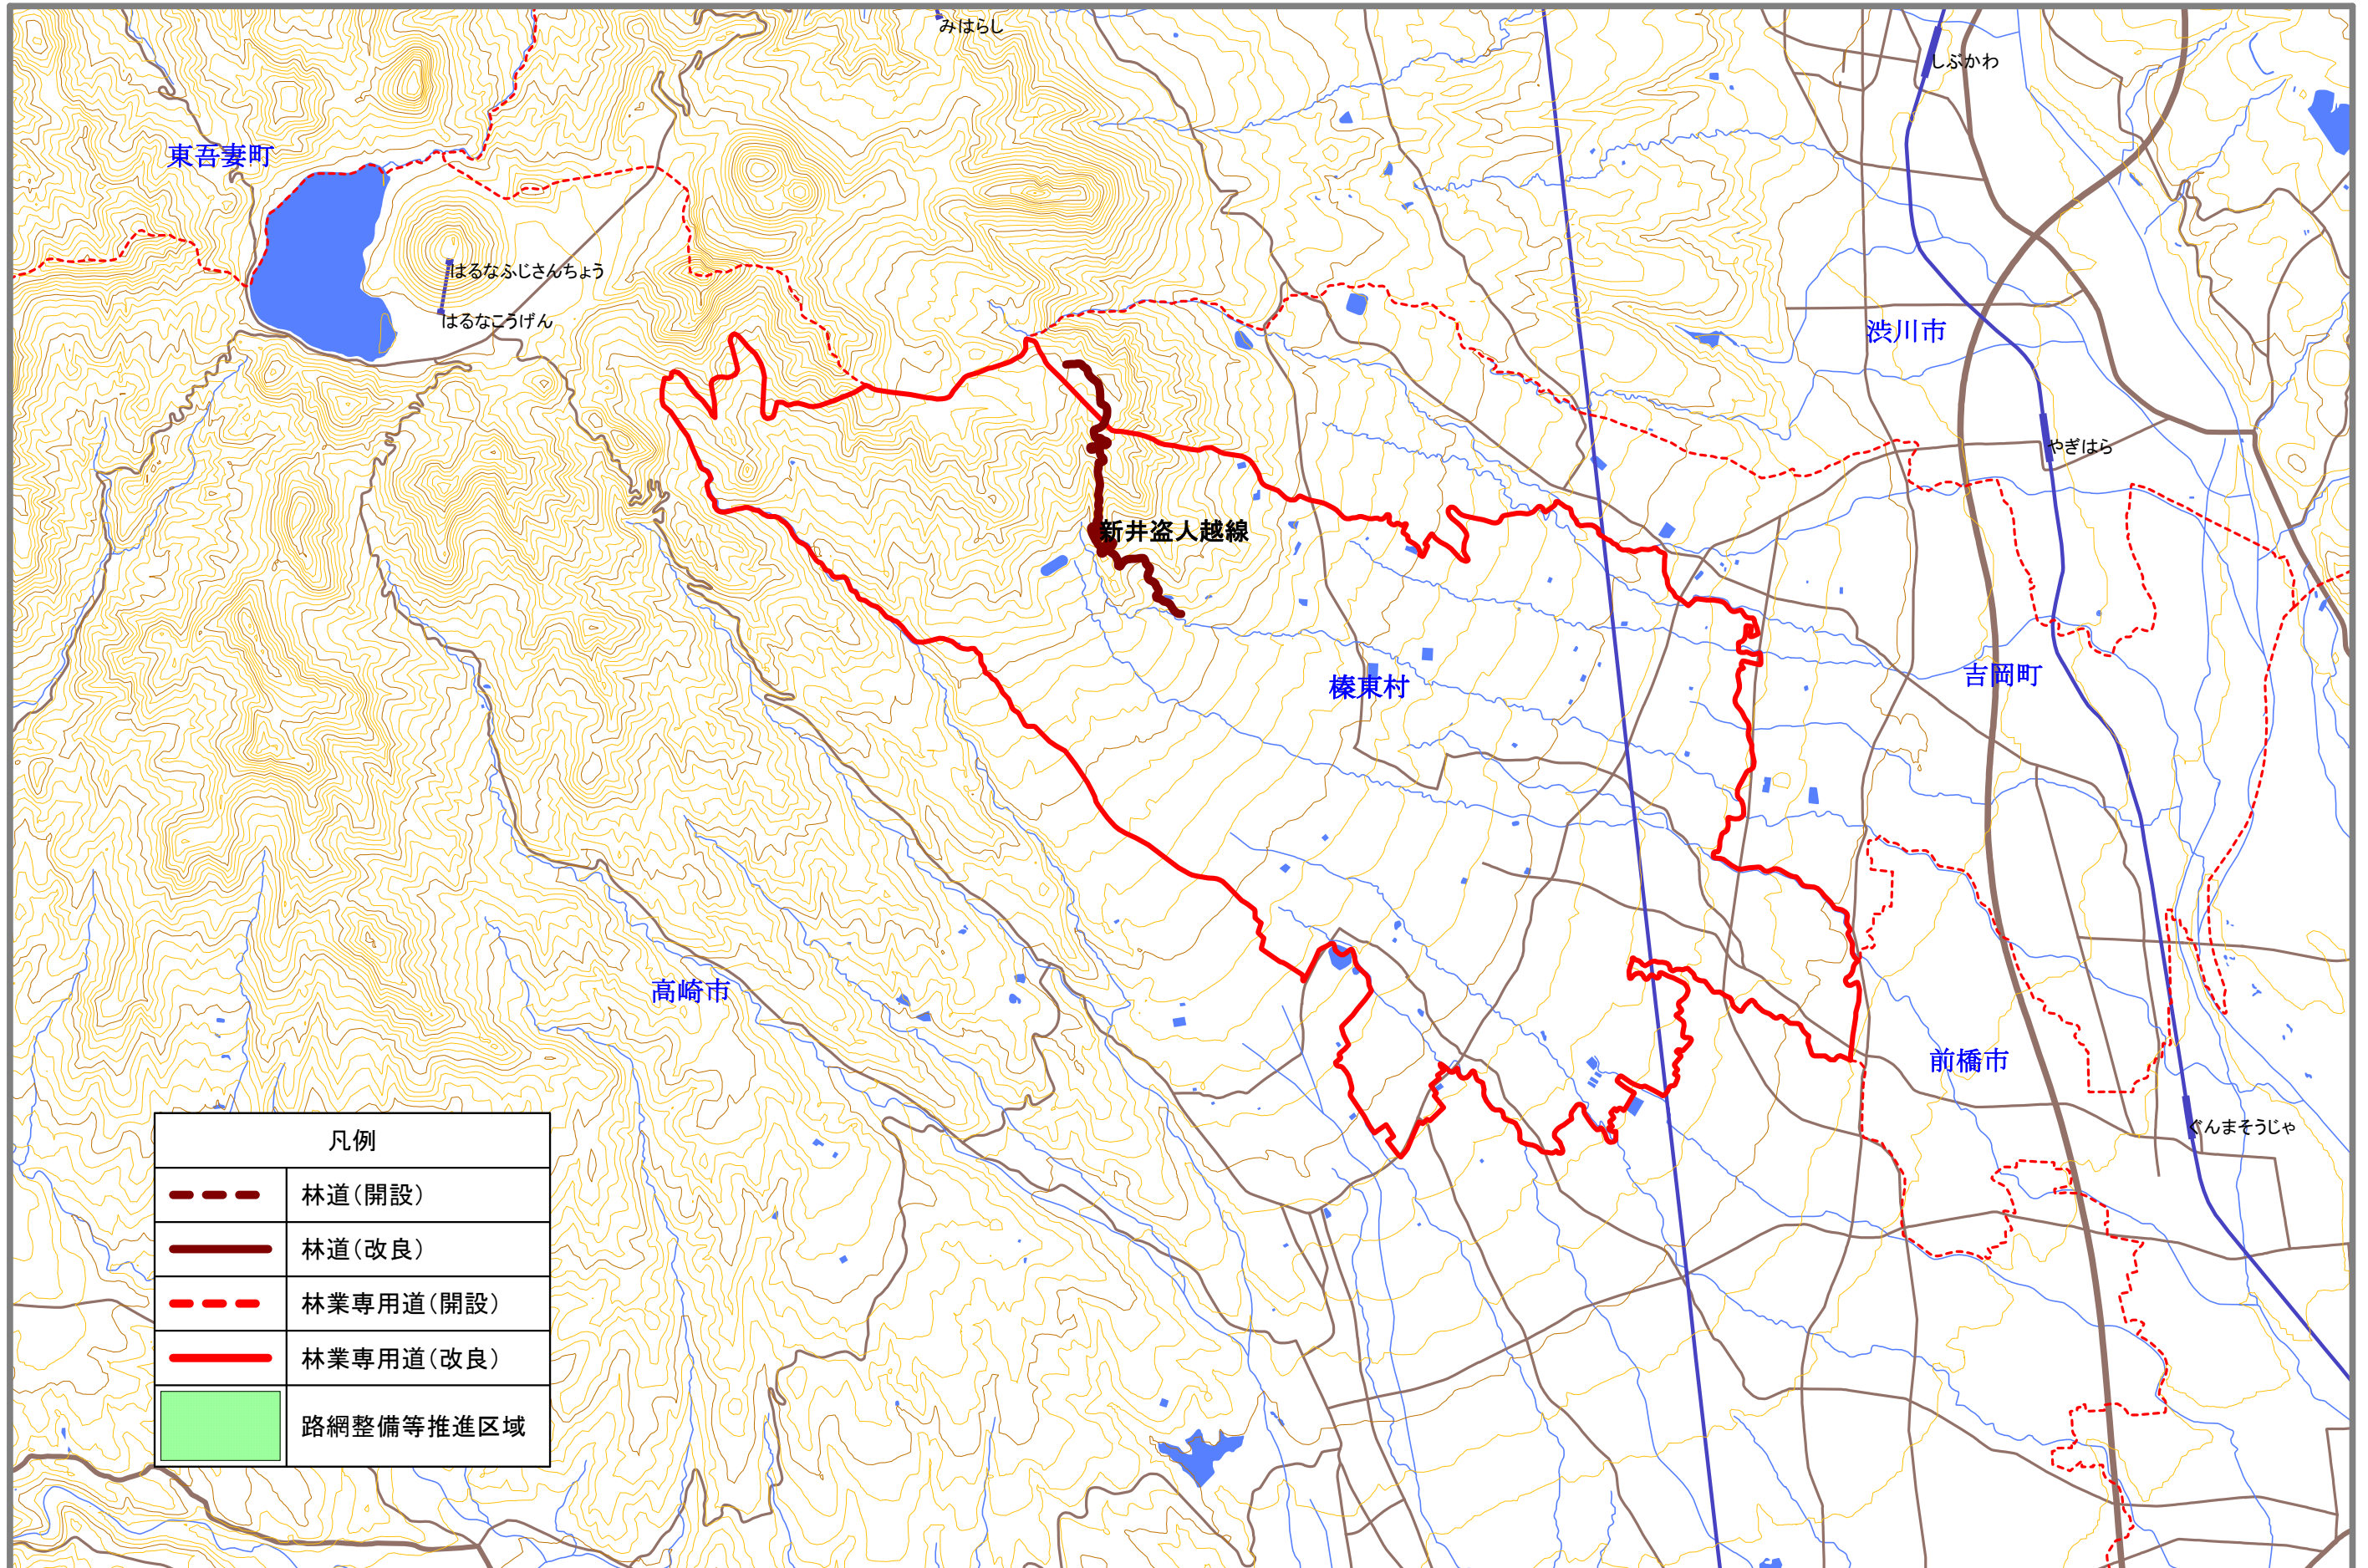 みはらし
しぶかわ
東吾妻町
はるなふじさんちょう
はるなこうげん
渋川市
やぎはら
新井盗人越線
吉岡町
榛東村
高崎市
前橋市
ぐんまそうじゃ
凡例
林道（開設）
林道（改良）
林業専用道（開設）
林業専用道（改良）
路網整備等推進区域